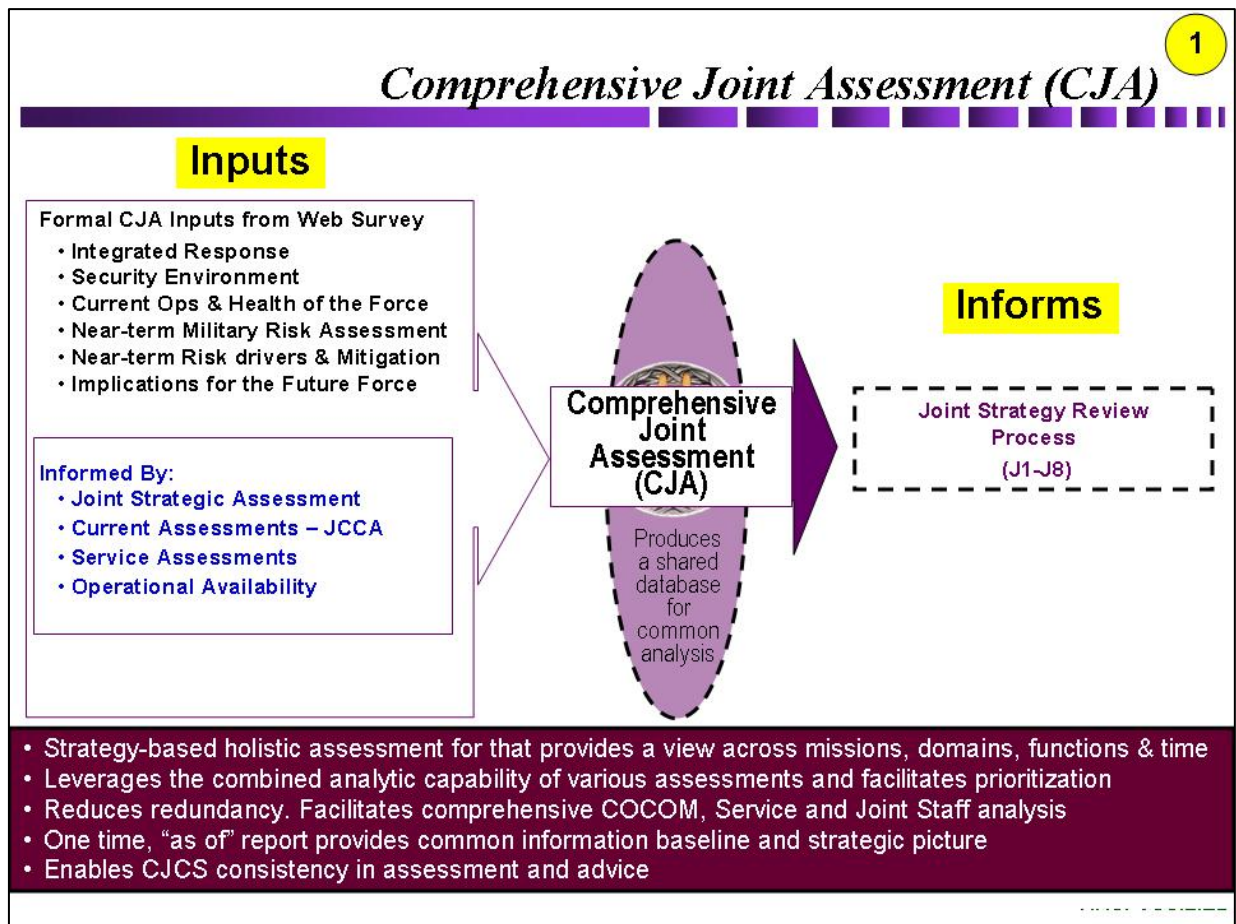 1
Comprehensive Joint Assessment (CJA)
Inputs
Formal CJA Inputs from Web Survey
• Integrated Response
• Security Environment
• Current Ops & Health of the Force
• Near-term Military Risk Assessment
• Near-term Risk drivers & Mitigation
• Implications for the Future Force
Informed By:
• Joint Strategic Assessment
• Current Assessments – JCCA
• Service Assessments
• Operational Availability
Comprehensive
Joint
Assessment
(CJA)
Produces
a shared
database
for
common
analysis
Informs
Joint Strategy Review
Process
(J1-J8)
• Strategy-based holistic assessment for that provides a view across missions, domains, functions & time
• Leverages the combined analytic capability of various assessments and facilitates prioritization
• Reduces redundancy. Facilitates comprehensive COCOM, Service and Joint Staff analysis
• One time, “as of” report provides common information baseline and strategic picture
• Enables CJCS consistency in assessment and advice